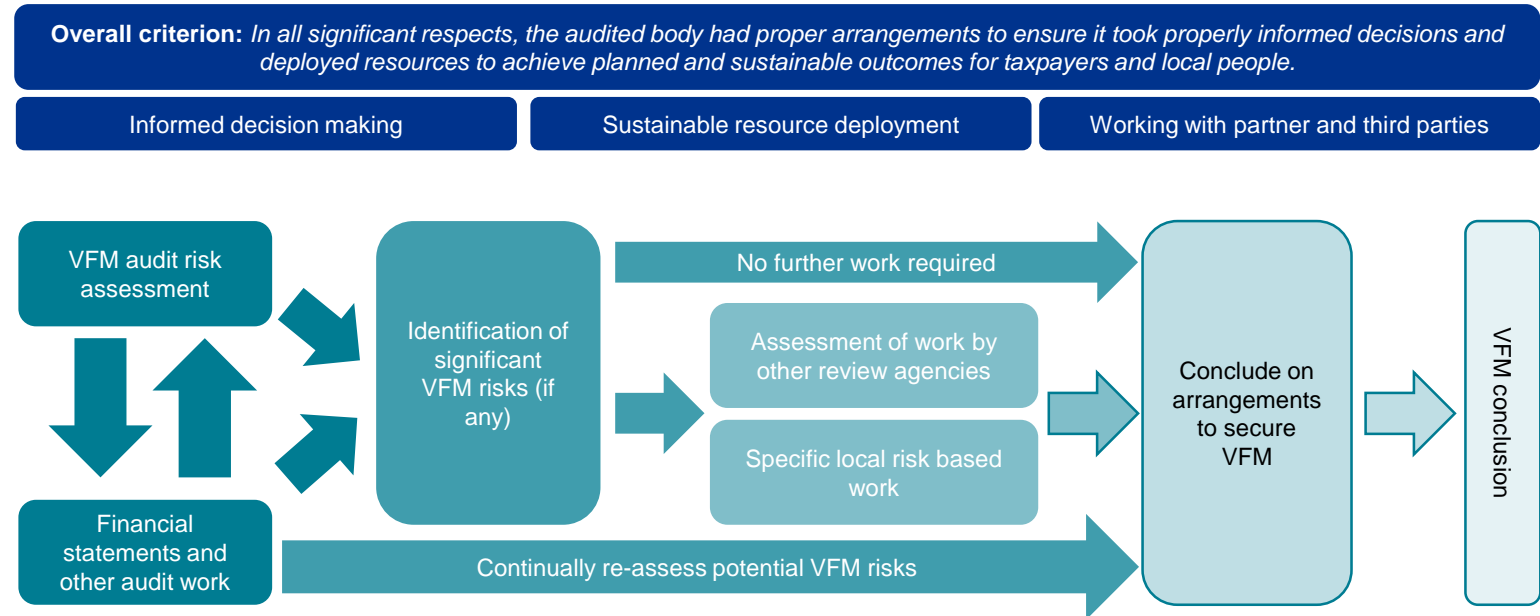 Overall criterion: In all significant respects, the audited body had proper arrangements to ensure it took properly informed decisions and
deployed resources to achieve planned and sustainable outcomes for taxpayers and local people.
Informed decision making
Sustainable resource deployment
Working with partner and third parties
VFM audit risk
assessment
Identification of
significant
VFM risks (if
any)
No further work required
Assessment of work by
other review agencies
Specific local risk based
work
Conclude on
arrangements
to secure
VFM
VFM conclusion
Financial
statements and
other audit work
Continually re-assess potential VFM risks